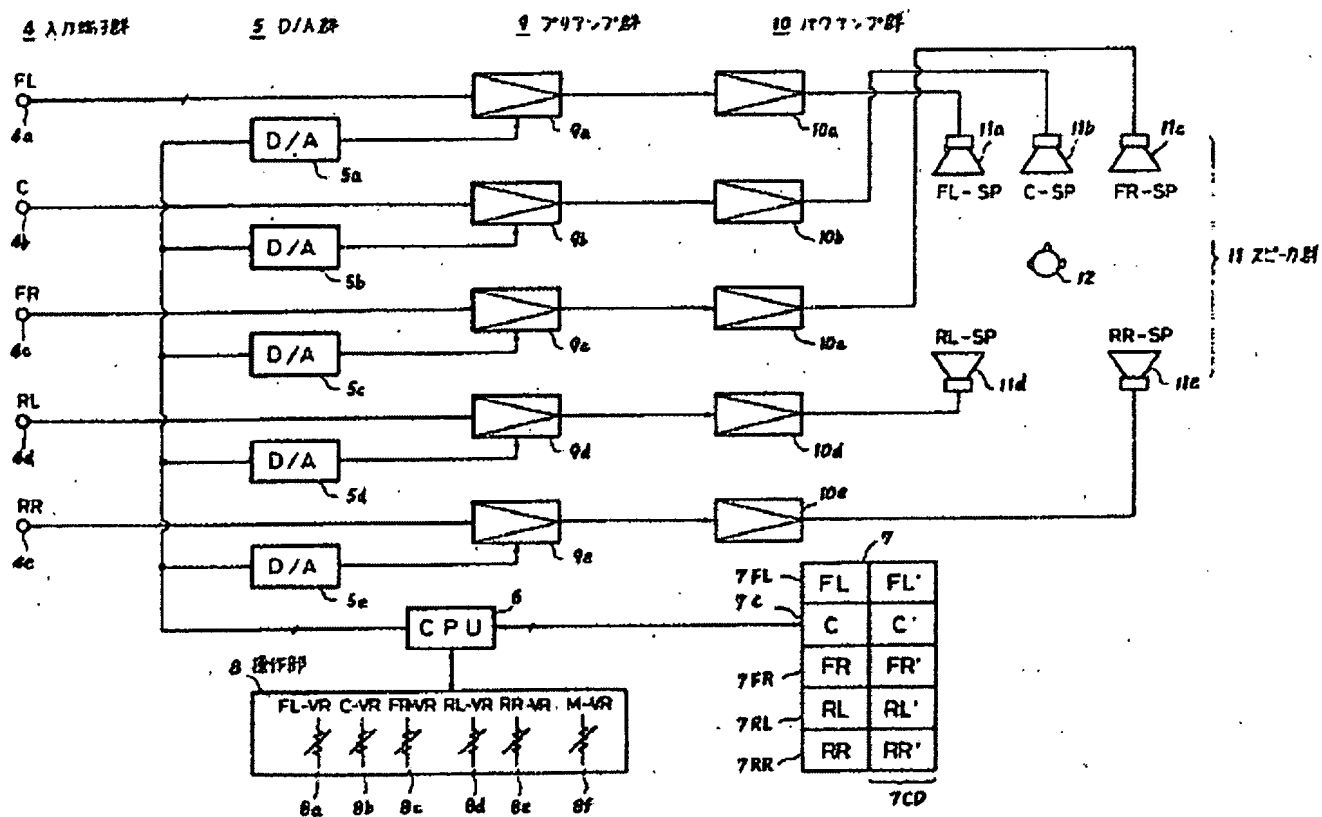 4 入力端子群 5 D/A群 9 プリアンプ群 10 パワアンプ群
FL
4a
D/A
5a
9a
10a
11a 11b 11c
FL-SP C-SP FR-SP
C
4b
D/A
5b
9b
10b
12
11 スピーカ群
FR
4c
D/A
5c
9c
10c
RL-SP RR-SP
11d 11e
RL
4d
D/A
5d
9d
10d
RR
4e
D/A
5e
9e
10e
7
7FL FL FL'
7C C C'
7FR FR FR'
7RL RL RL'
7RR RR RR'
7CD
6
CPU
8 操作部
FL-VR C-VR FR-VR RL-VR RR-VR M-VR
8a 8b 8c 8d 8e 8f